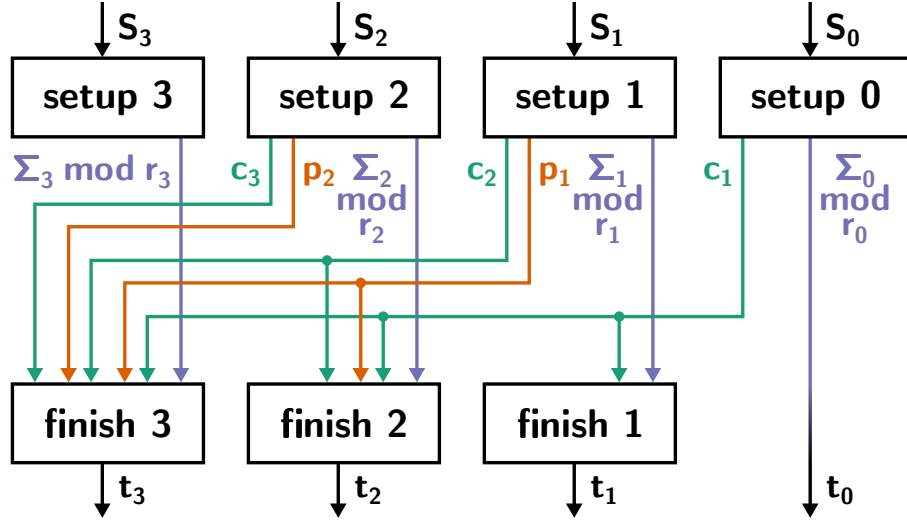 S₃ S₂ S₁ S₀
setup 3 setup 2 setup 1 setup 0
Σ₃ mod r₃ c₃ p₂ Σ₂ c₂ p₁ Σ₁ c₁ Σ₀
mod mod mod
r₂ r₁ r₀
finish 3 finish 2 finish 1
t₃ t₂ t₁ t₀